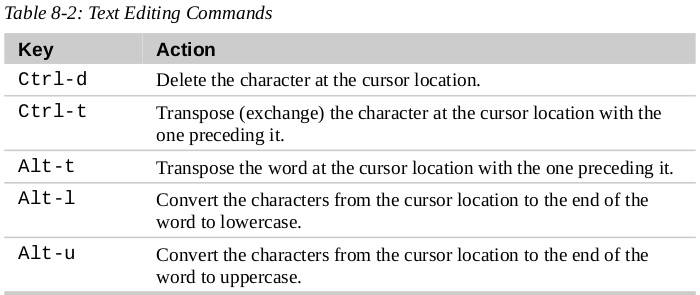 Table 8-2: Text Editing Commands
Key Action
Ctrl-d Delete the character at the cursor location.
Ctrl-t Transpose (exchange) the character at the cursor location with the
one preceding it.
Alt-t Transpose the word at the cursor location with the one preceding it.
Alt-l Convert the characters from the cursor location to the end of the
word to lowercase.
Alt-u Convert the characters from the cursor location to the end of the
word to uppercase.